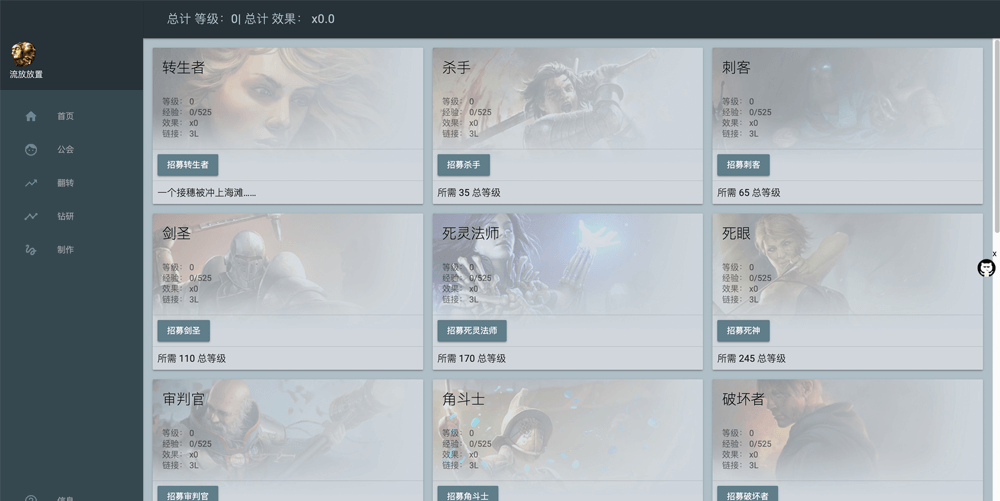 总计 等级：0| 总计 效果： x0.0
流放放置
首页
公会
翻转
钻研
制作
信息
转生者
等级： 0
经验： 0/525
效果： x0
链接： 3L
招募转生者
一个接穗被冲上海滩……
杀手
等级： 0
经验： 0/525
效果： x0
链接： 3L
招募杀手
所需 35 总等级
刺客
等级： 0
经验： 0/525
效果： x0
链接： 3L
招募刺客
所需 65 总等级
剑圣
等级： 0
经验： 0/525
效果： x0
链接： 3L
招募剑圣
所需 110 总等级
死灵法师
等级： 0
经验： 0/525
效果： x0
链接： 3L
招募死灵法师
所需 170 总等级
死眼
等级： 0
经验： 0/525
效果： x0
链接： 3L
招募死神
所需 245 总等级
x
审判官
等级： 0
经验： 0/525
效果： x0
链接： 3L
招募审判官
角斗士
等级： 0
经验： 0/525
效果： x0
链接： 3L
招募角斗士
破坏者
等级： 0
经验： 0/525
效果： x0
链接： 3L
招募破坏者